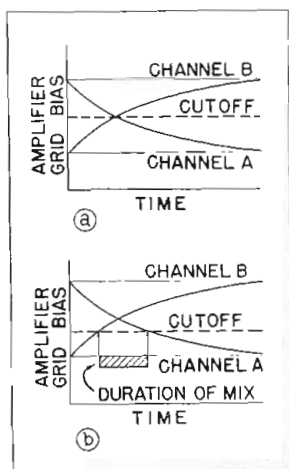 CHANNEL B
CUTOFF
AMPLIFIER
GRID BIAS
CHANNEL A
TIME
a
CHANNEL B
CUTOFF
AMPLIFIER
GRID BIAS
CHANNEL A
DURATION OF MIX
TIME
b